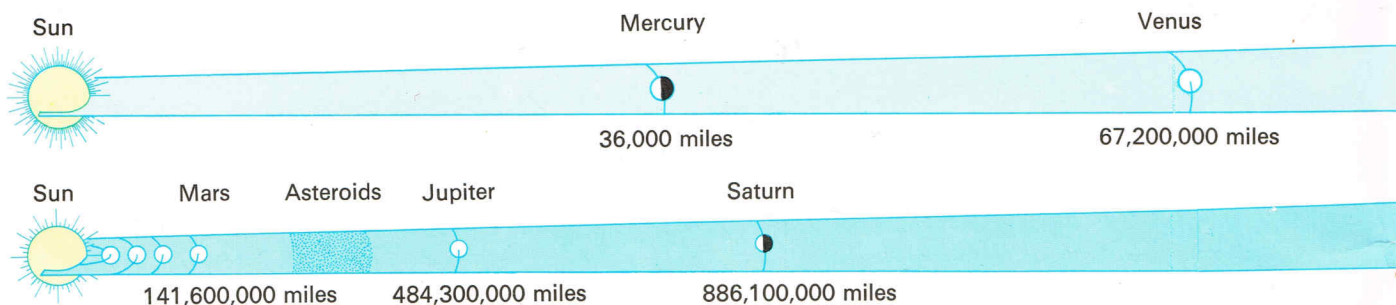 Sun Mercury Venus
36,000 miles 67,200,000 miles
Sun Mars Asteroids Jupiter Saturn
141,600,000 miles 484,300,000 miles 886,100,000 miles